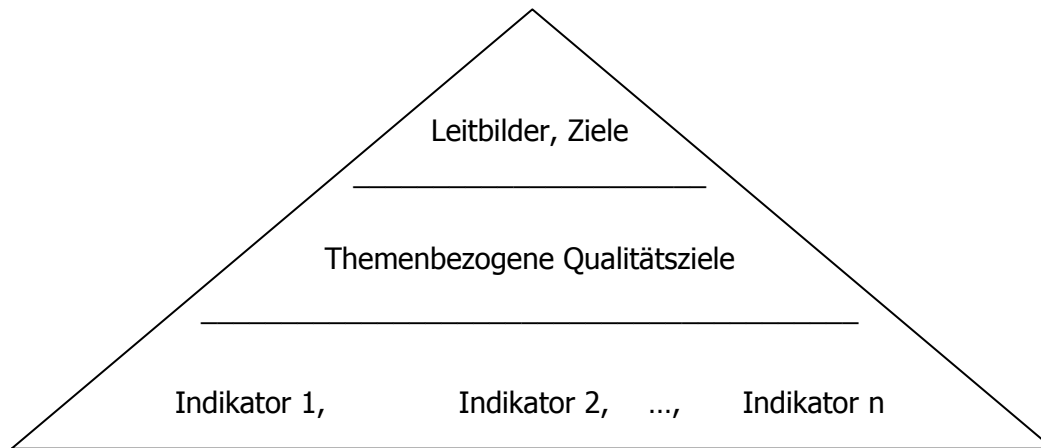 Leitbilder, Ziele
Themenbezogene Qualitätsziele
Indikator 1, Indikator 2, …, Indikator n